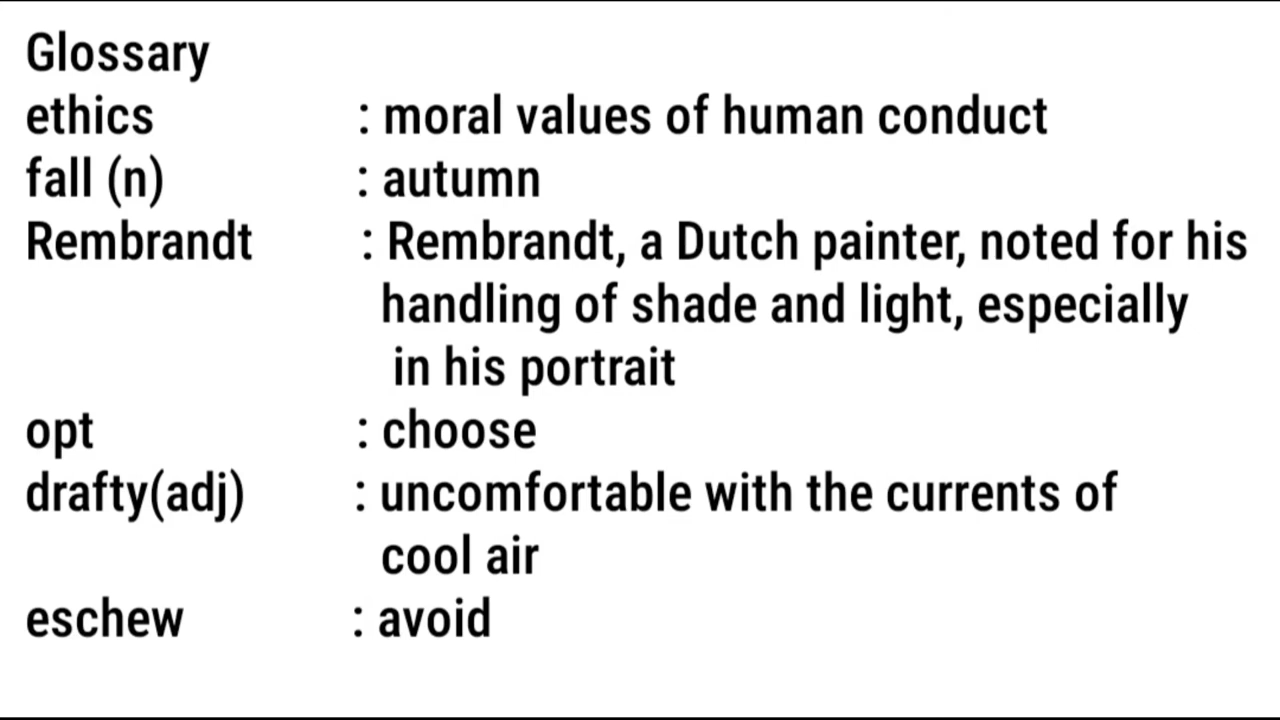 Glossary
ethics : moral values of human conduct
fall (n) : autumn
Rembrandt : Rembrandt, a Dutch painter, noted for his
handling of shade and light, especially
in his portrait
opt : choose
drafty(adj) : uncomfortable with the currents of
cool air
eschew : avoid